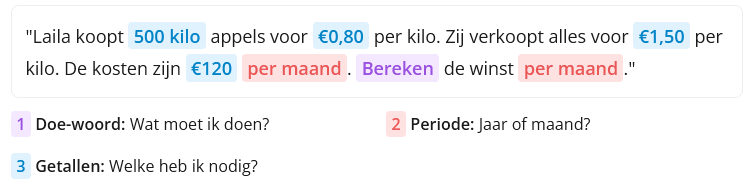 "Laila koopt 500 kilo appels voor €0,80 per kilo. Zij verkoopt alles voor €1,50 per
kilo. De kosten zijn €120 per maand. Bereken de winst per maand."
1 Doe-woord: Wat moet ik doen?
2 Periode: Jaar of maand?
3 Getallen: Welke heb ik nodig?